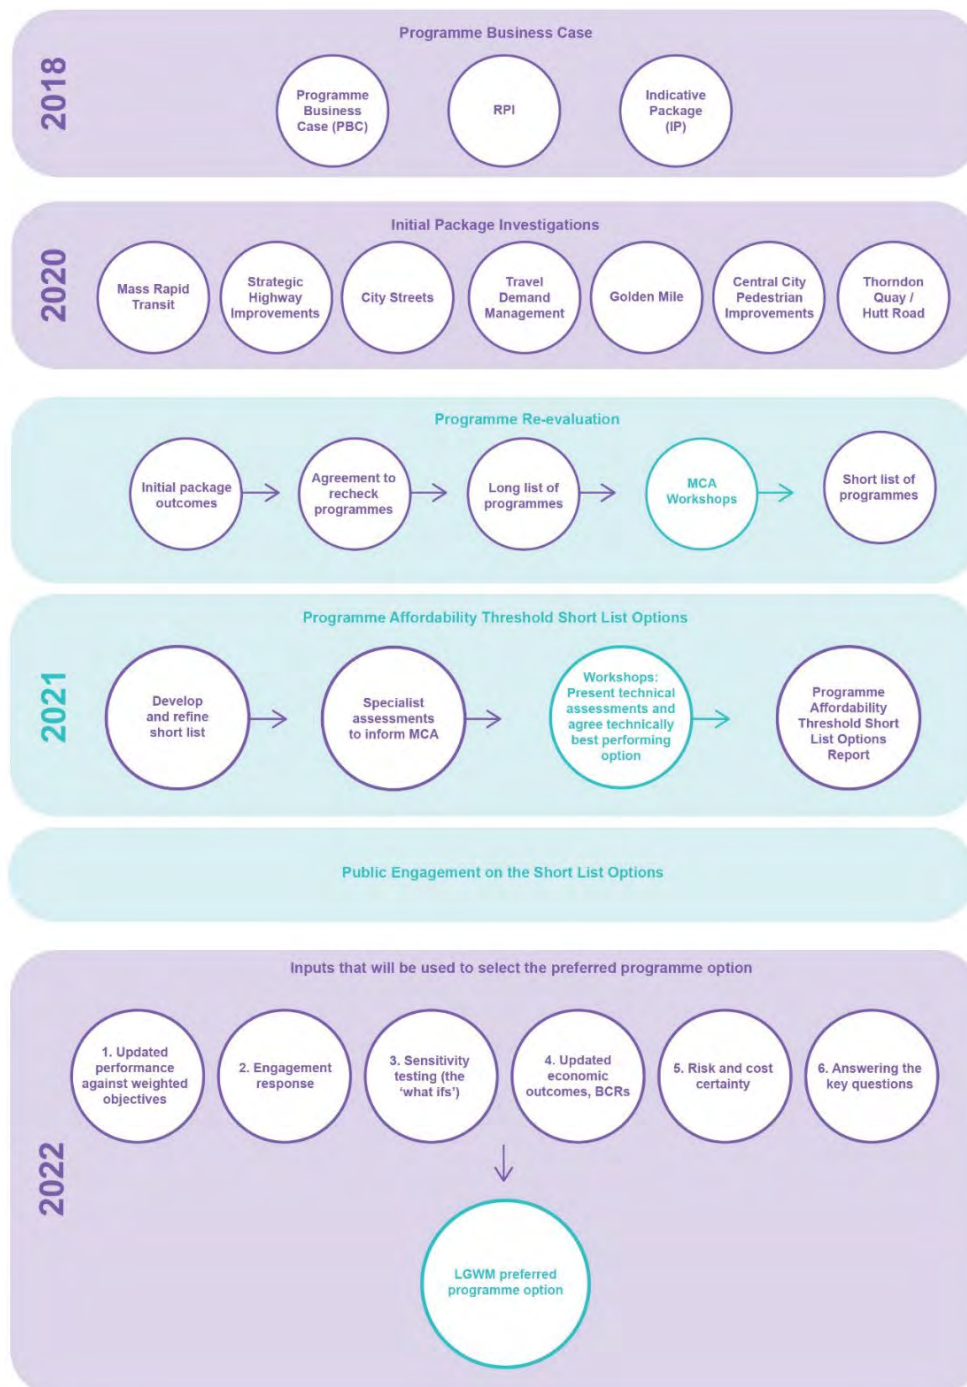 2018
Programme Business Case
Programme
Business
Case (PBC)
RPI
Indicative
Package
(IP)
2020
Initial Package Investigations
Mass Rapid
Transit
Strategic
Highway
Improvements
City Streets
Travel
Demand
Management
Golden Mile
Central City
Pedestrian
Improvements
Thorndon
Quay /
Hutt Road
Programme Re-evaluation
Initial package
outcomes
Agreement to
recheck
programmes
Long list of
programmes
MCA
Workshops
Short list of
programmes
2021
Programme Affordability Threshold Short List Options
Develop
and refine
short list
Specialist
assessments
to inform MCA
Workshops:
Present technical
assessments and
agree technically
best performing
option
Programme
Affordability
Threshold Short
List Options
Report
Public Engagement on the Short List Options
2022
Inputs that will be used to select the preferred programme option
1. Updated
performance
against weighted
objectives
2. Engagement
response
3. Sensitivity
testing (the
‘what ifs’)
4. Updated
economic
outcomes, BCRs
5. Risk and cost
certainty
6. Answering the
key questions
LGWM preferred
programme option